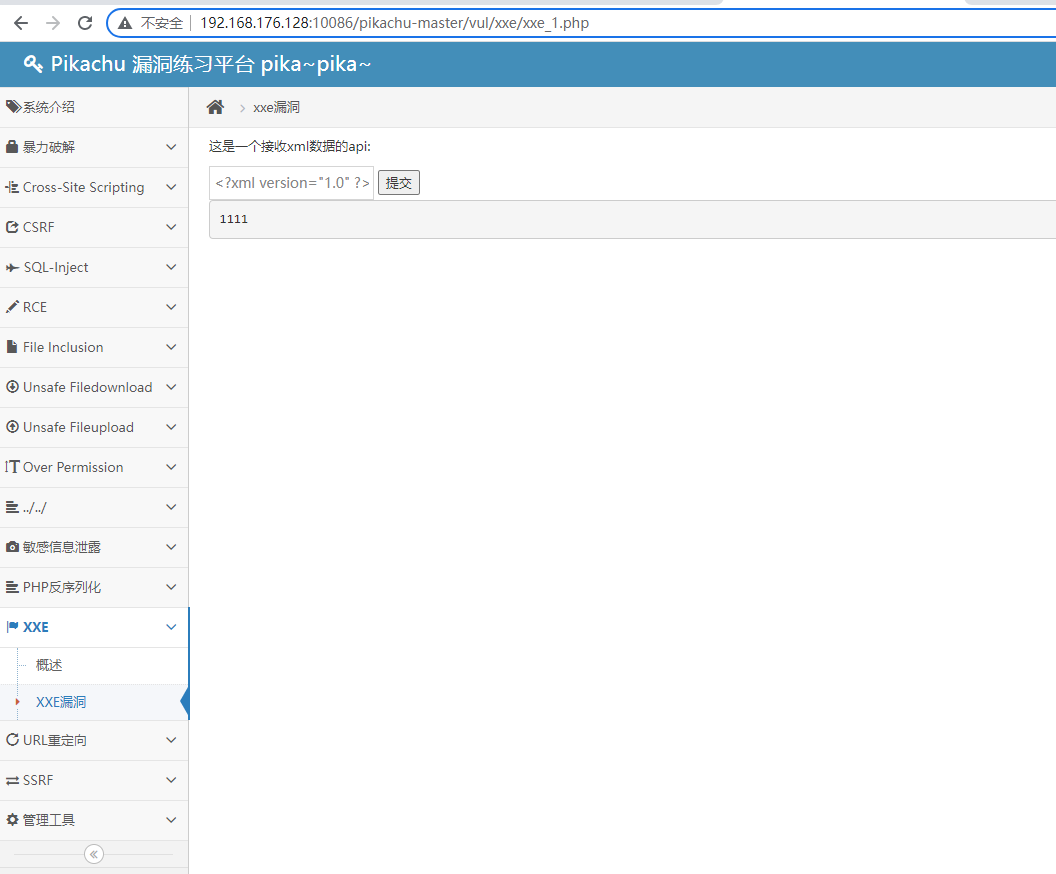 不安全 192.168.176.128:10086/pikachu-master/vul/xxe/xxe_1.php
Pikachu 漏洞练习平台 pika~pika~
系统介绍
暴力破解
Cross-Site Scripting
CSRF
SQL-Inject
RCE
File Inclusion
Unsafe Filedownload
Unsafe Fileupload
Over Permission
../../
敏感信息泄露
PHP反序列化
XXE
概述
XXE漏洞
URL重定向
SSRF
管理工具
xxe漏洞
这是一个接收xml数据的api:
<?xml version="1.0" ?> 提交
1111